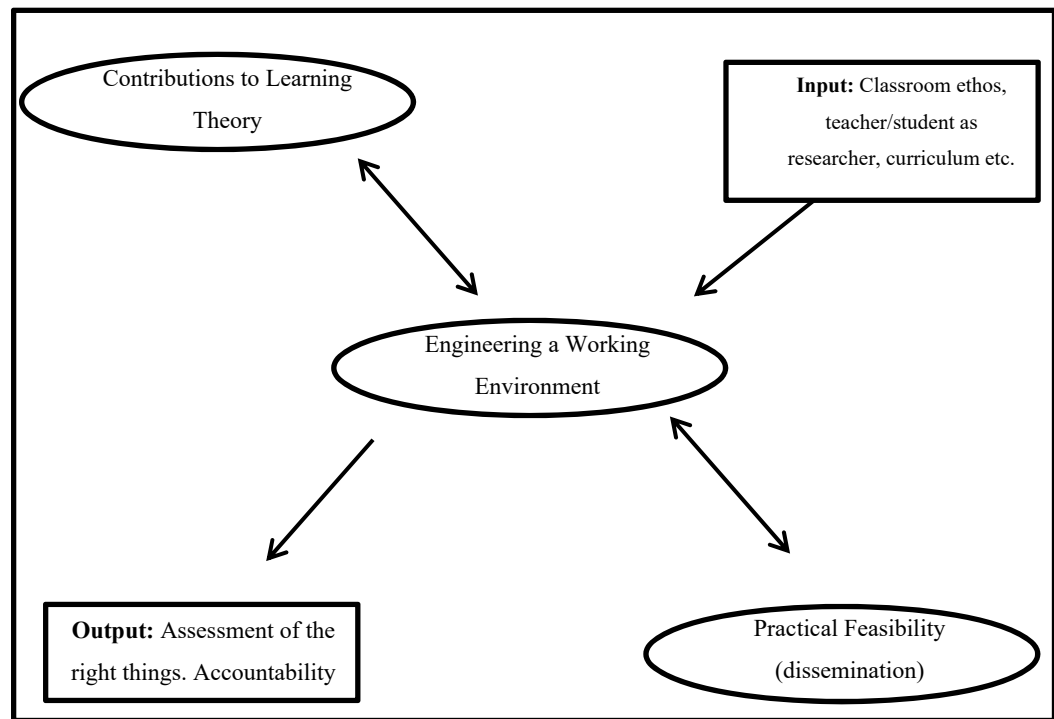 Contributions to Learning
Theory
Input: Classroom ethos,
teacher/student as
researcher, curriculum etc.
Engineering a Working
Environment
Output: Assessment of the
right things. Accountability
Practical Feasibility
(dissemination)